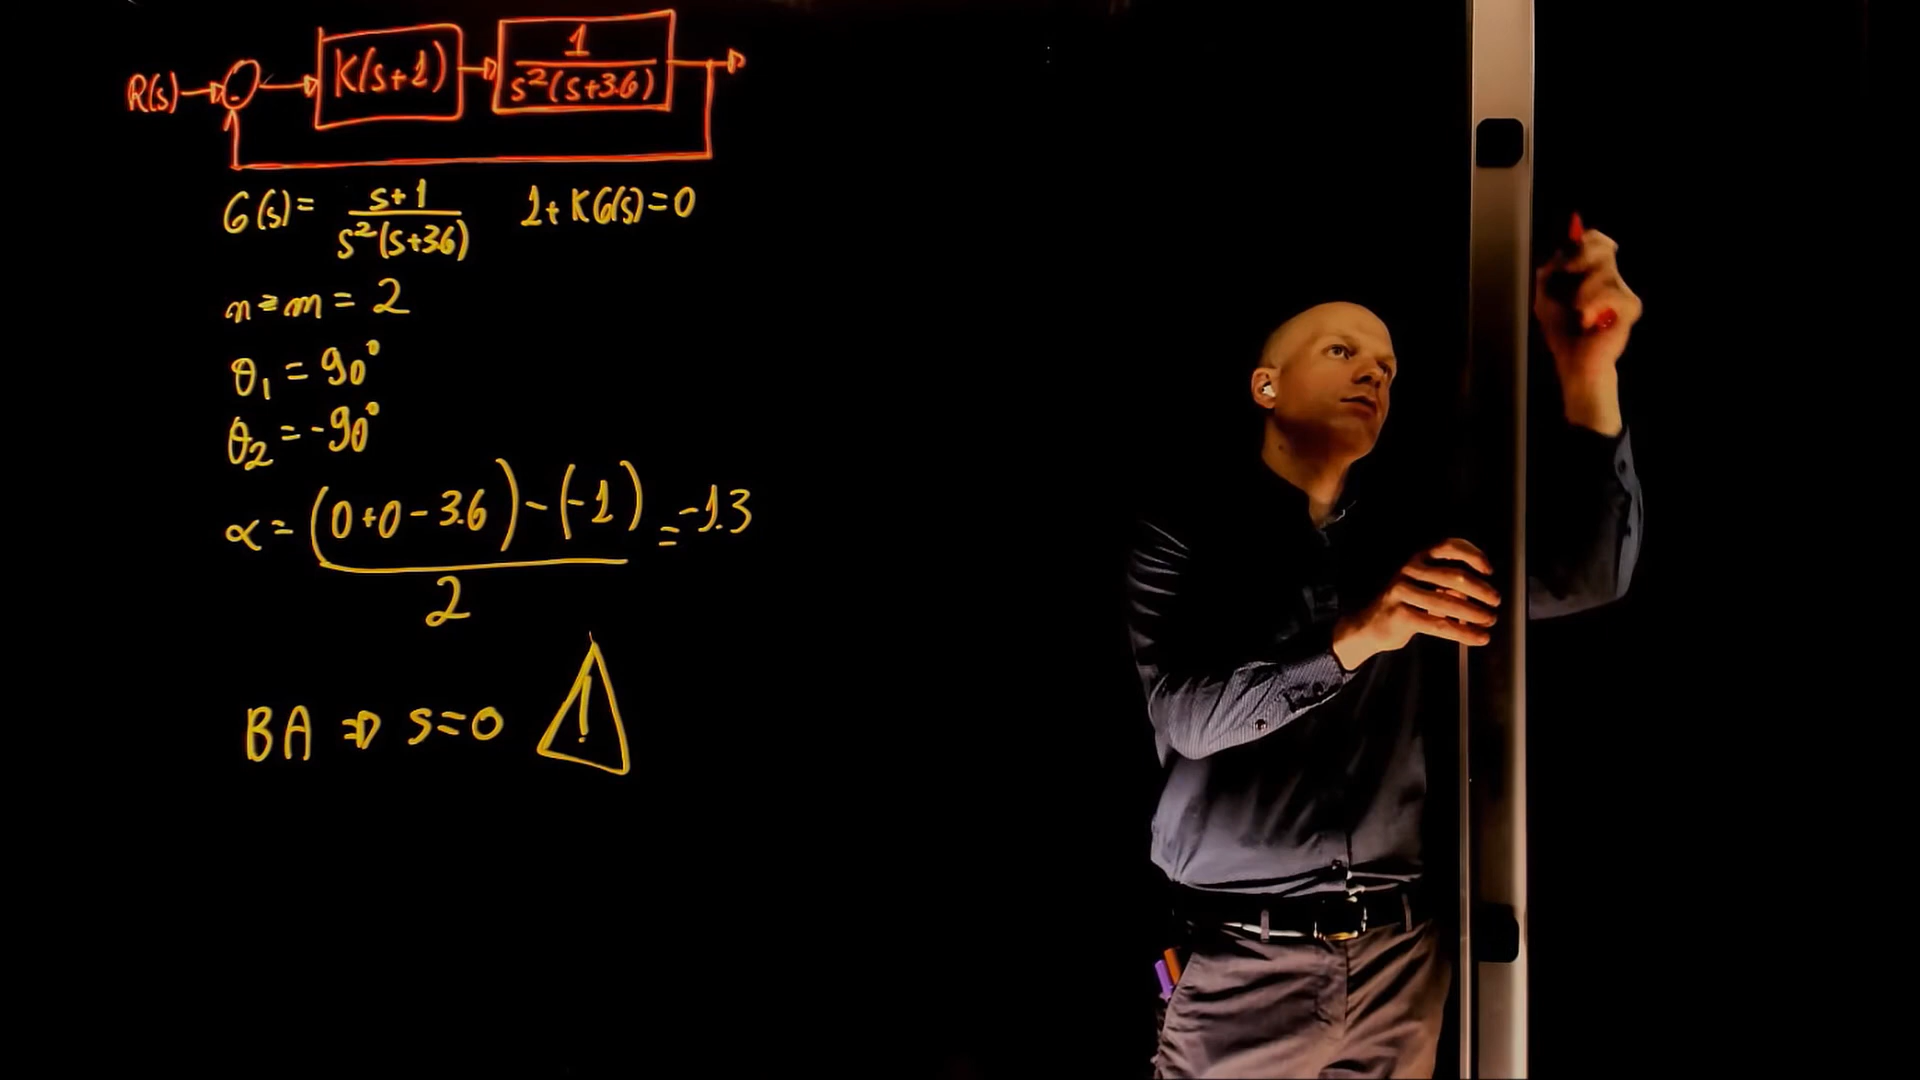 R(s) - K(s+1) 1/(s²(s+3.6))
G(s) = (s+1)/(s²(s+3.6)) 1+KG(s)=0
n-m = 2
θ₁ = 90°
θ₂ = -90°
α = ((0+0-3.6)-(-1))/2 = -1.3
BA ⇒ s=0 !